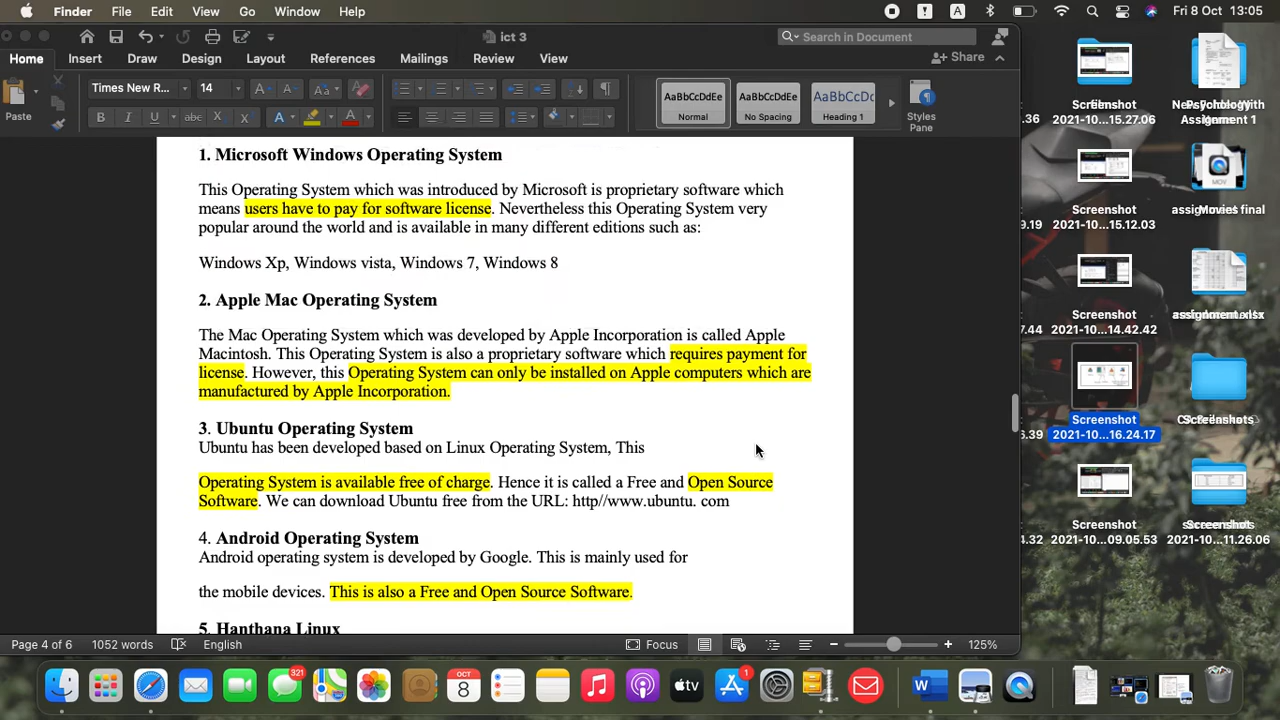 Finder File Edit View Go Window Help Fri 8 Oct 13:05
ict 3
Search in Document
Home Insert Draw Design Layout References Mailings Review View Share
Paste
Times New R... 14
AaBbCcDdEe AaBbCcDdEe AaBbCcDc
Normal No Spacing Heading 1
Styles
Pane
1. Microsoft Windows Operating System
This Operating System which is introduced by Microsoft is proprietary software which
means users have to pay for software license. Nevertheless this Operating System very
popular around the world and is available in many different editions such as:
Windows Xp, Windows vista, Windows 7, Windows 8
2. Apple Mac Operating System
The Mac Operating System which was developed by Apple Incorporation is called Apple
Macintosh. This Operating System is also a proprietary software which requires payment for
license. However, this Operating System can only be installed on Apple computers which are
manufactured by Apple Incorporation.
3. Ubuntu Operating System
Ubuntu has been developed based on Linux Operating System, This
Operating System is available free of charge. Hence it is called a Free and Open Source
Software. We can download Ubuntu free from the URL: http//www.ubuntu. com
4. Android Operating System
Android operating system is developed by Google. This is mainly used for
the mobile devices. This is also a Free and Open Source Software.
5. Hanthana Linux
Page 4 of 6 1052 words English Focus 125%
Screenshot
2021-10...15.27.06
Assignment 1
Screenshot
2021-10...15.12.03
MOV
Screenshot
2021-10...14.42.42
Screenshot
2021-10...16.24.17
Screenshot
2021-10...09.05.53
2021-10...11.26.06
321
OCT
8
tv
1